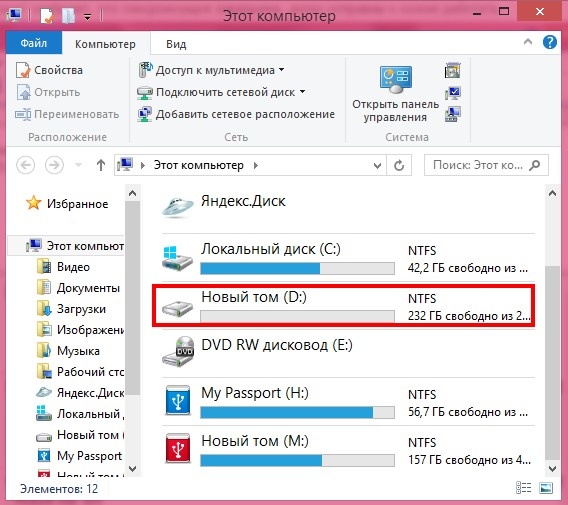 Этот компьютер
Файл Компьютер Вид
Свойства
Открыть
Переименовать
Расположение
Доступ к мультимедиа
Подключить сетевой диск
Добавить сетевое расположение
Сеть
Открыть панель
управления
Система
Этот компьютер
Поиск: Этот ко...
Избранное
Этот компьют
Видео
Документы
Загрузки
Изображени
Музыка
Рабочий сто
Яндекс.Диск
Локальный д
Новый том (
My Passport (
Новый том (
Яндекс.Диск
Локальный диск (C:)
NTFS
42,2 ГБ свободно из ...
Новый том (D:)
NTFS
232 ГБ свободно из 2...
DVD RW дисковод (E:)
My Passport (H:)
NTFS
56,7 ГБ свободно из ...
Новый том (M:)
NTFS
157 ГБ свободно из 4...
Элементов: 12